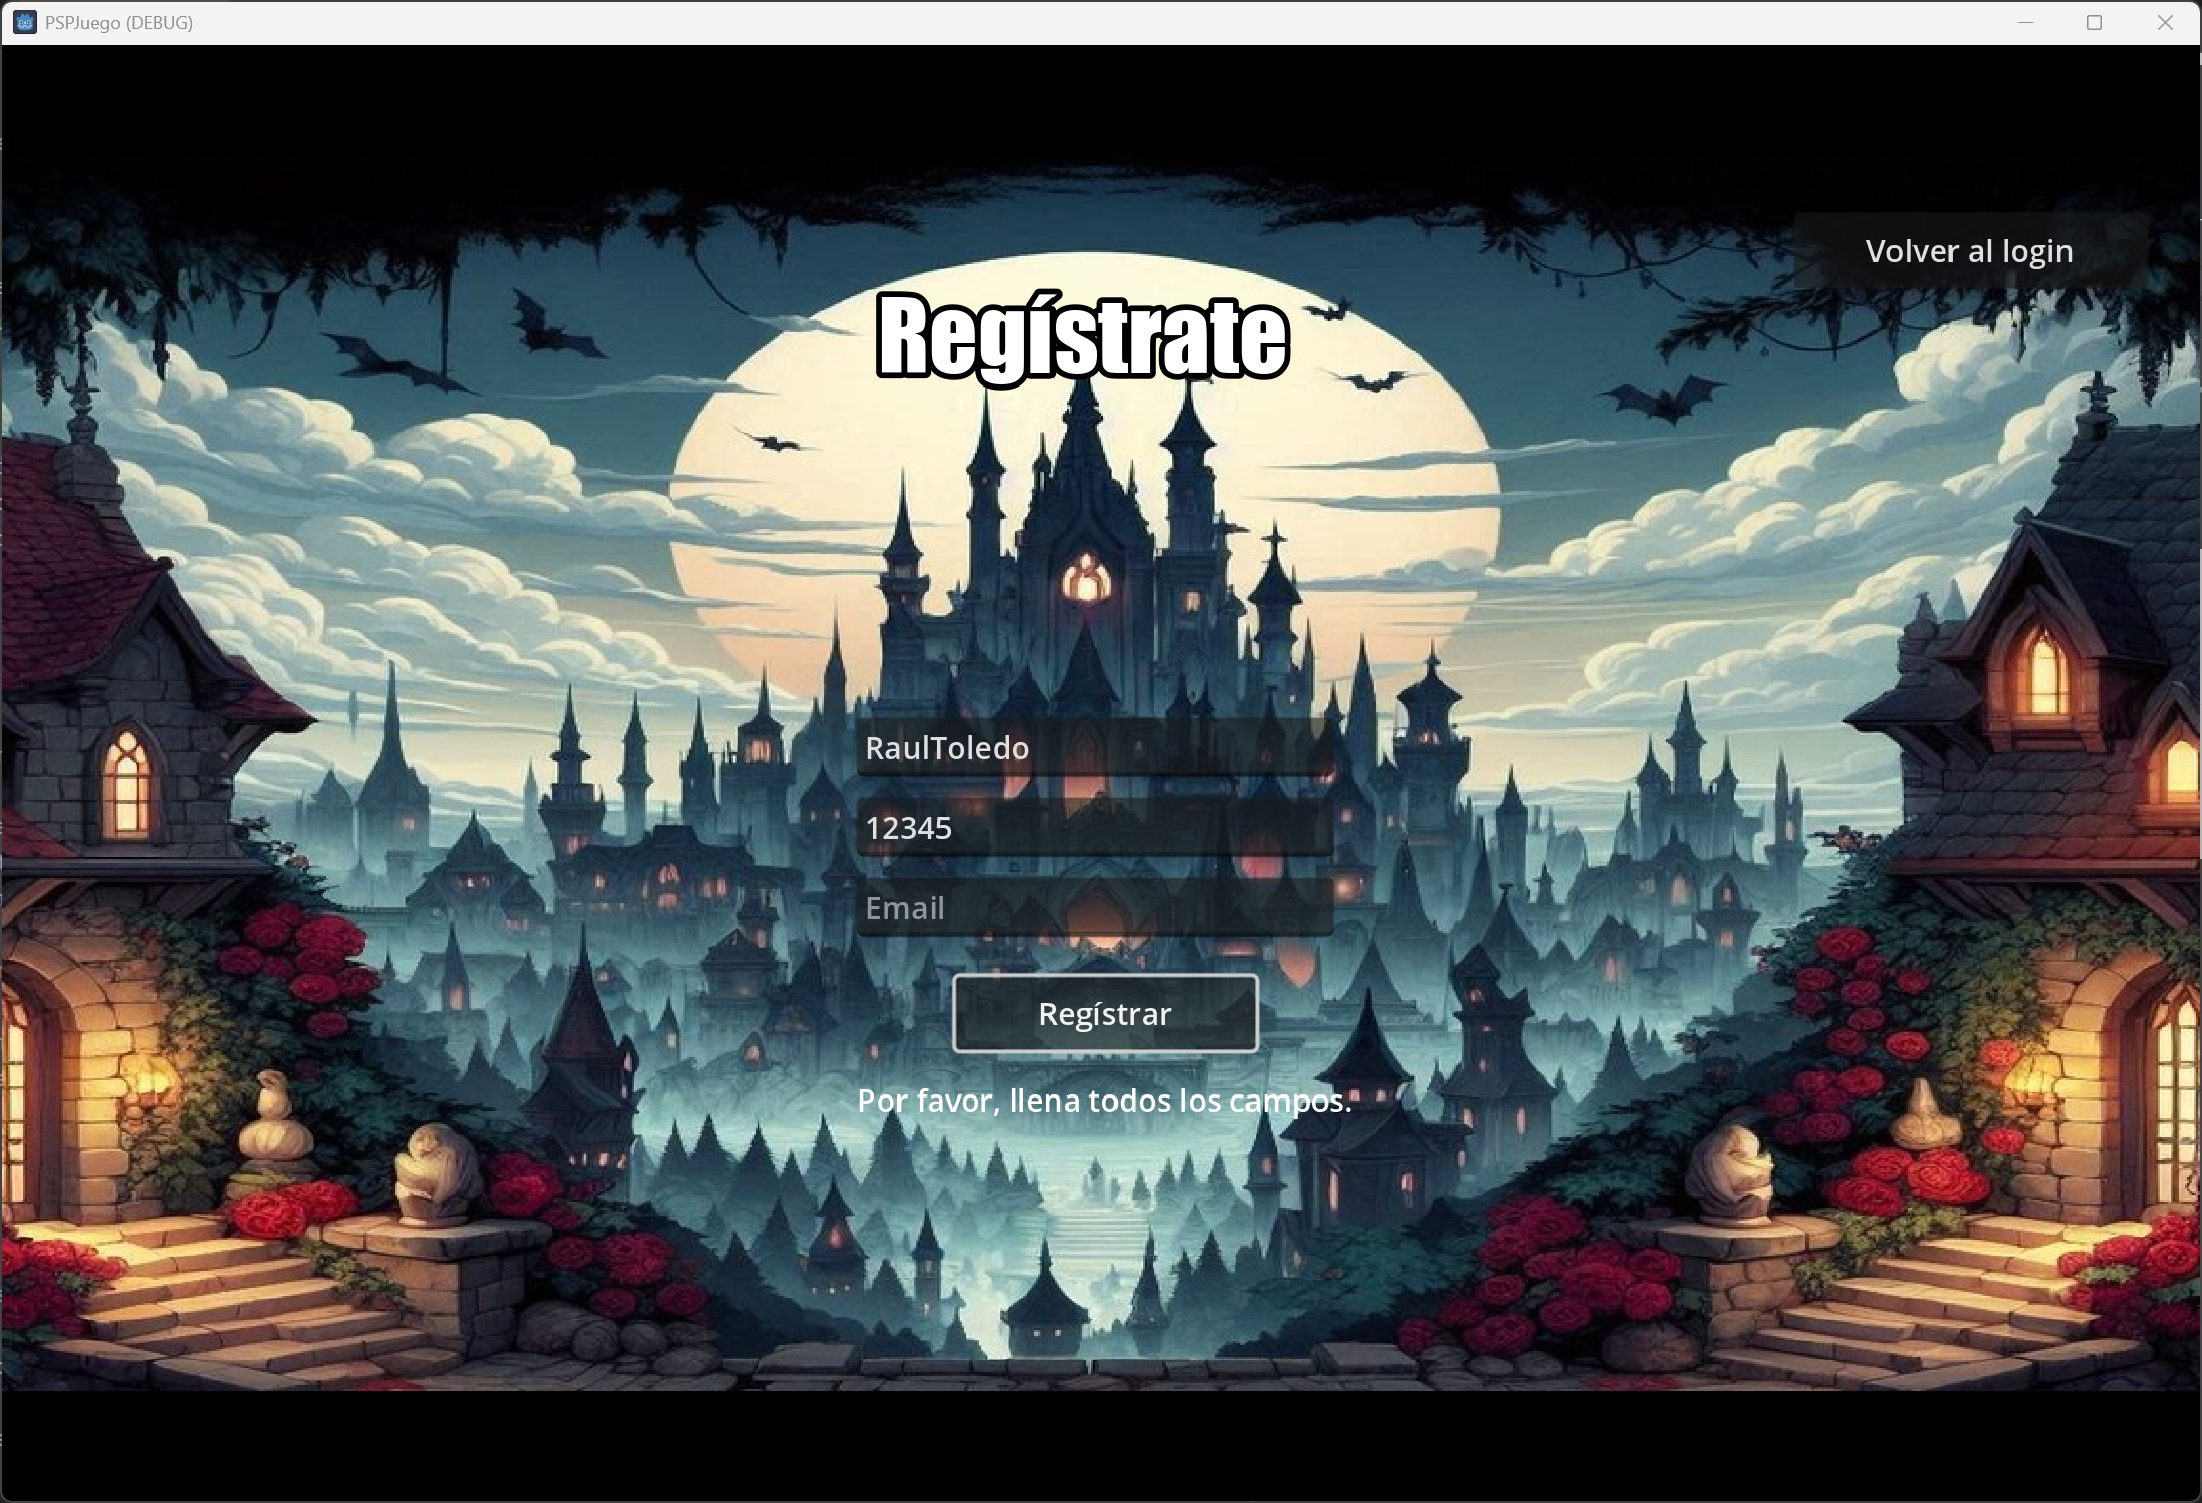 PSPJuego (DEBUG)
Volver al login
Regístrate
RaulToledo
12345
Email
Regístrar
Por favor, llena todos los campos.